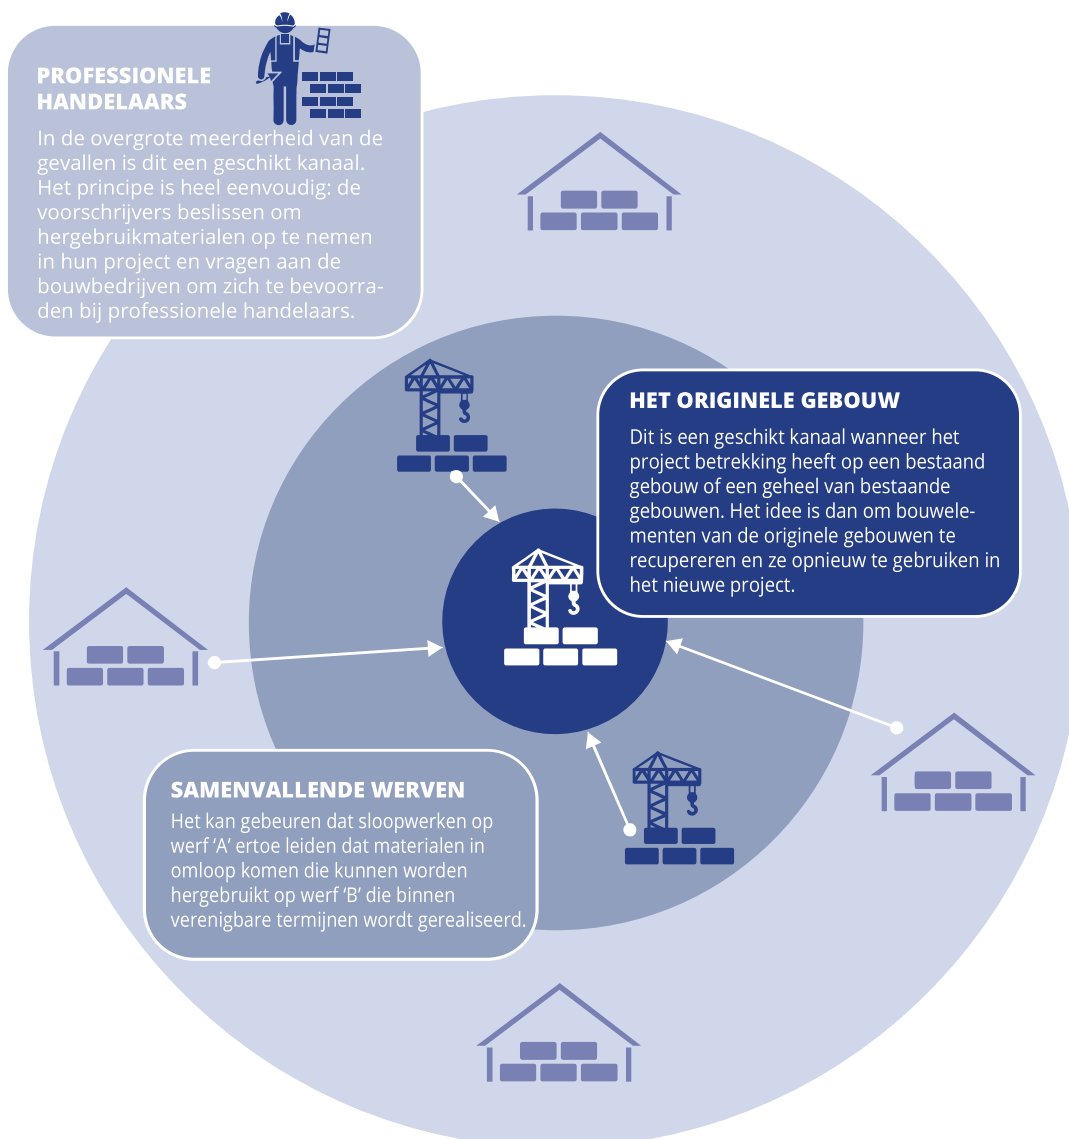 PROFESSIONELE
HANDELAARS
In de overgrote meerderheid van de
gevallen is dit een geschikt kanaal.
Het principe is heel eenvoudig: de
voorschrijvers beslissen om
hergebruikmaterialen op te nemen
in hun project en vragen aan de
bouwbedrijven om zich te bevoorra-
den bij professionele handelaars.
HET ORIGINELE GEBOUW
Dit is een geschikt kanaal wanneer het
project betrekking heeft op een bestaand
gebouw of een geheel van bestaande
gebouwen. Het idee is dan om bouwele-
menten van de originele gebouwen te
recupereren en ze opnieuw te gebruiken in
het nieuwe project.
SAMENVALLENDE WERVEN
Het kan gebeuren dat sloopwerken op
werf ‘A’ ertoe leiden dat materialen in
omloop komen die kunnen worden
hergebruikt op werf ‘B’ die binnen
verenigbare termijnen wordt gerealiseerd.